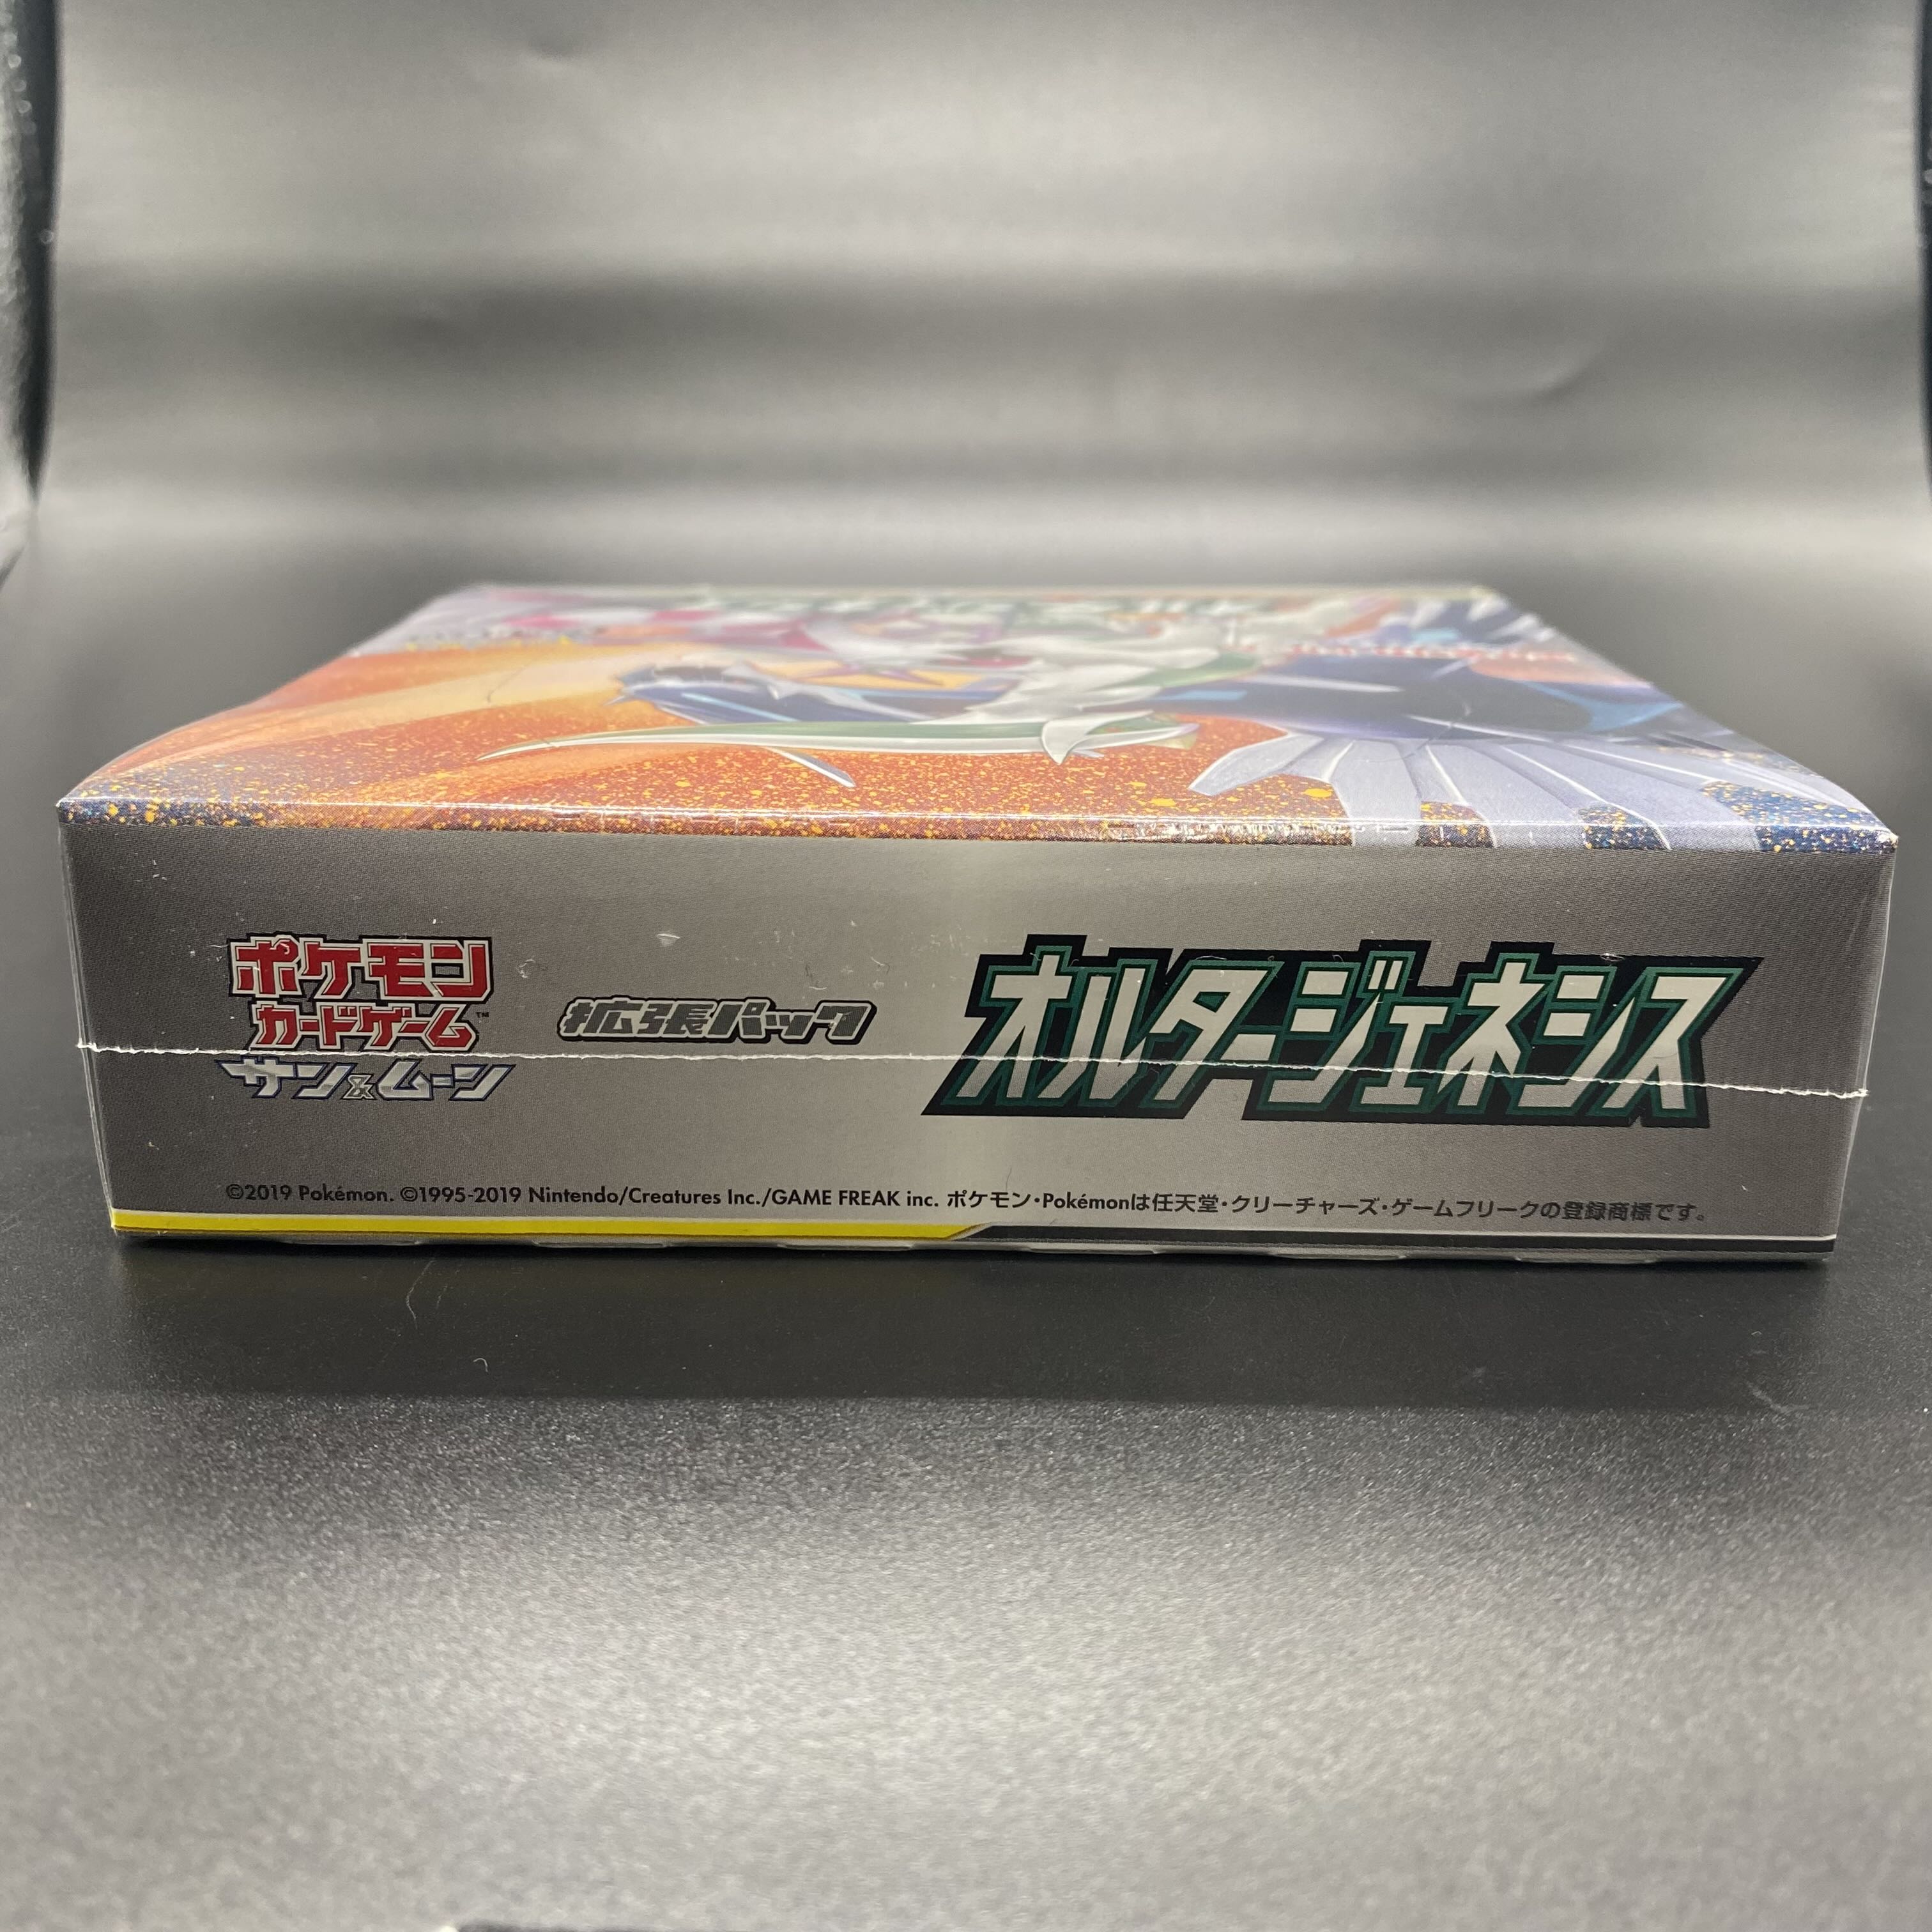 ポケモン
カードゲーム™
サン&ムーン
拡張パック
オルタージェネシス
©2019 Pokémon. ©1995-2019 Nintendo/Creatures Inc./GAME FREAK inc. ポケモン・Pokémonは任天堂・クリーチャーズ・ゲームフリークの登録商標です。